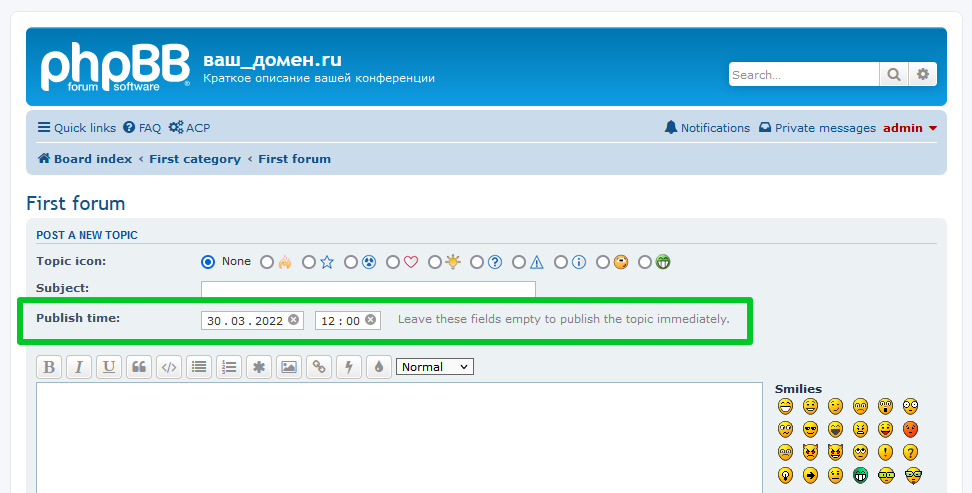 phpBB®
forum software
ваш_домен.ru
Краткое описание вашей конференции
Search...
Quick links FAQ ACP Notifications Private messages admin
Board index ‹ First category ‹ First forum
First forum
POST A NEW TOPIC
Topic icon: None
Subject:
Publish time: 30.03.2022 12:00 Leave these fields empty to publish the topic immediately.
B I U </> Normal
Smilies